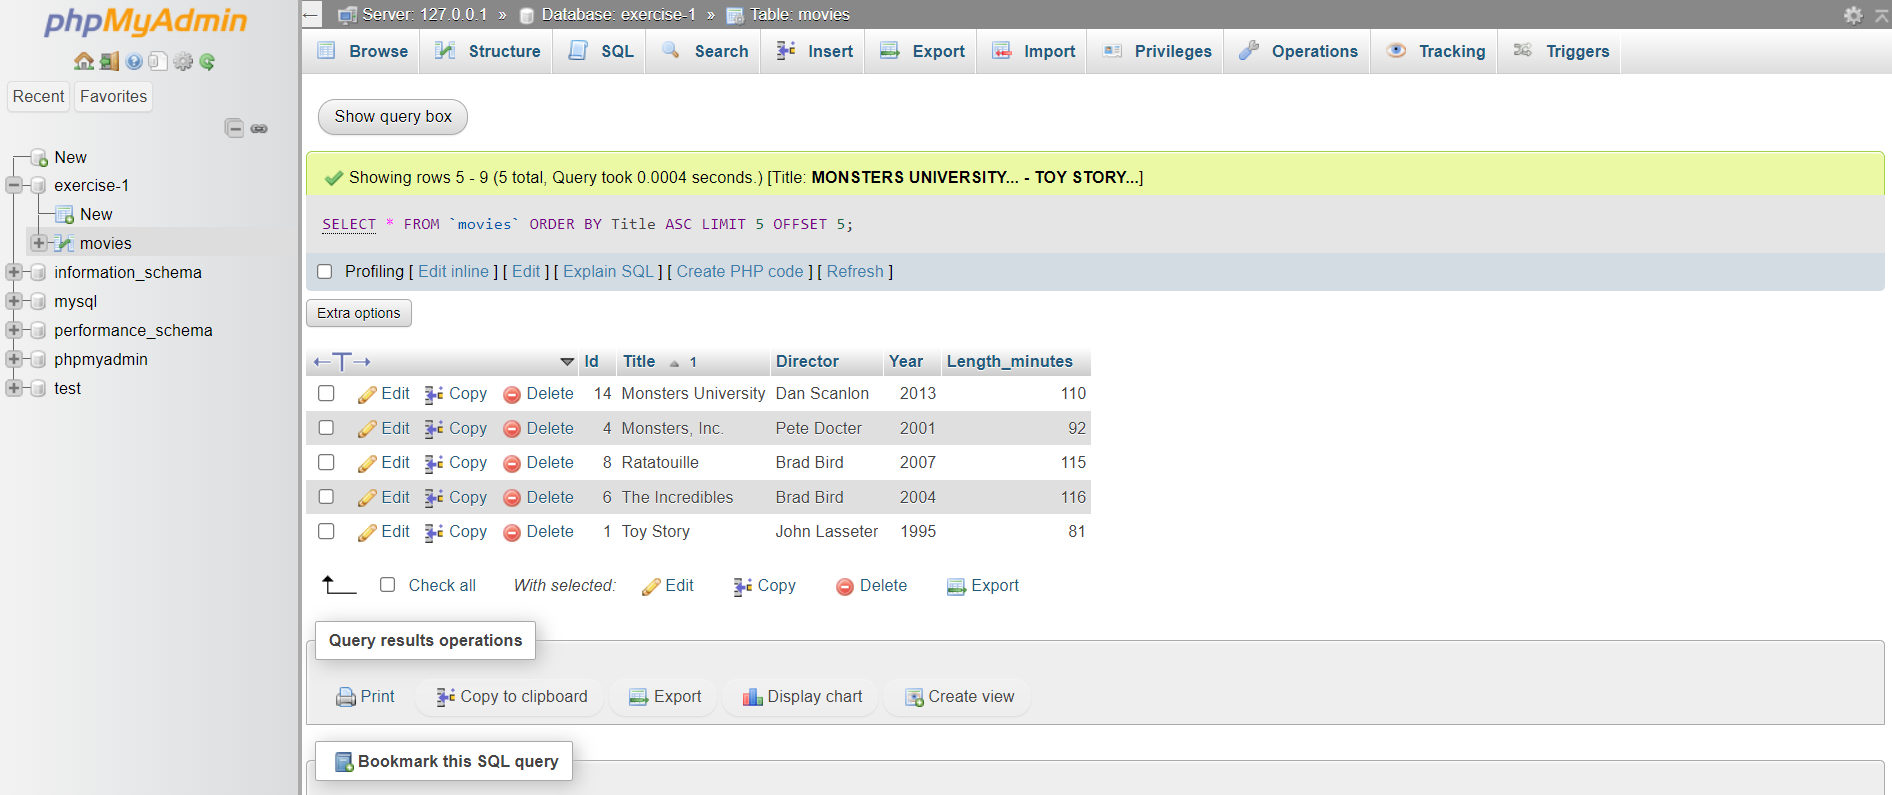 phpMyAdmin
Recent Favorites
New
exercise-1
New
movies
information_schema
mysql
performance_schema
phpmyadmin
test
Server: 127.0.0.1 » Database: exercise-1 » Table: movies
Browse Structure SQL Search Insert Export Import Privileges Operations Tracking Triggers
Show query box
Showing rows 5 - 9 (5 total, Query took 0.0004 seconds.) [Title: MONSTERS UNIVERSITY... - TOY STORY...]
SELECT * FROM `movies` ORDER BY Title ASC LIMIT 5 OFFSET 5;
Profiling [ Edit inline ] [ Edit ] [ Explain SQL ] [ Create PHP code ] [ Refresh ]
Extra options
←T→ Id Title 1 Director Year Length_minutes
Edit Copy Delete 14 Monsters University Dan Scanlon 2013 110
Edit Copy Delete 4 Monsters, Inc. Pete Docter 2001 92
Edit Copy Delete 8 Ratatouille Brad Bird 2007 115
Edit Copy Delete 6 The Incredibles Brad Bird 2004 116
Edit Copy Delete 1 Toy Story John Lasseter 1995 81
Check all With selected: Edit Copy Delete Export
Query results operations
Print Copy to clipboard Export Display chart Create view
Bookmark this SQL query